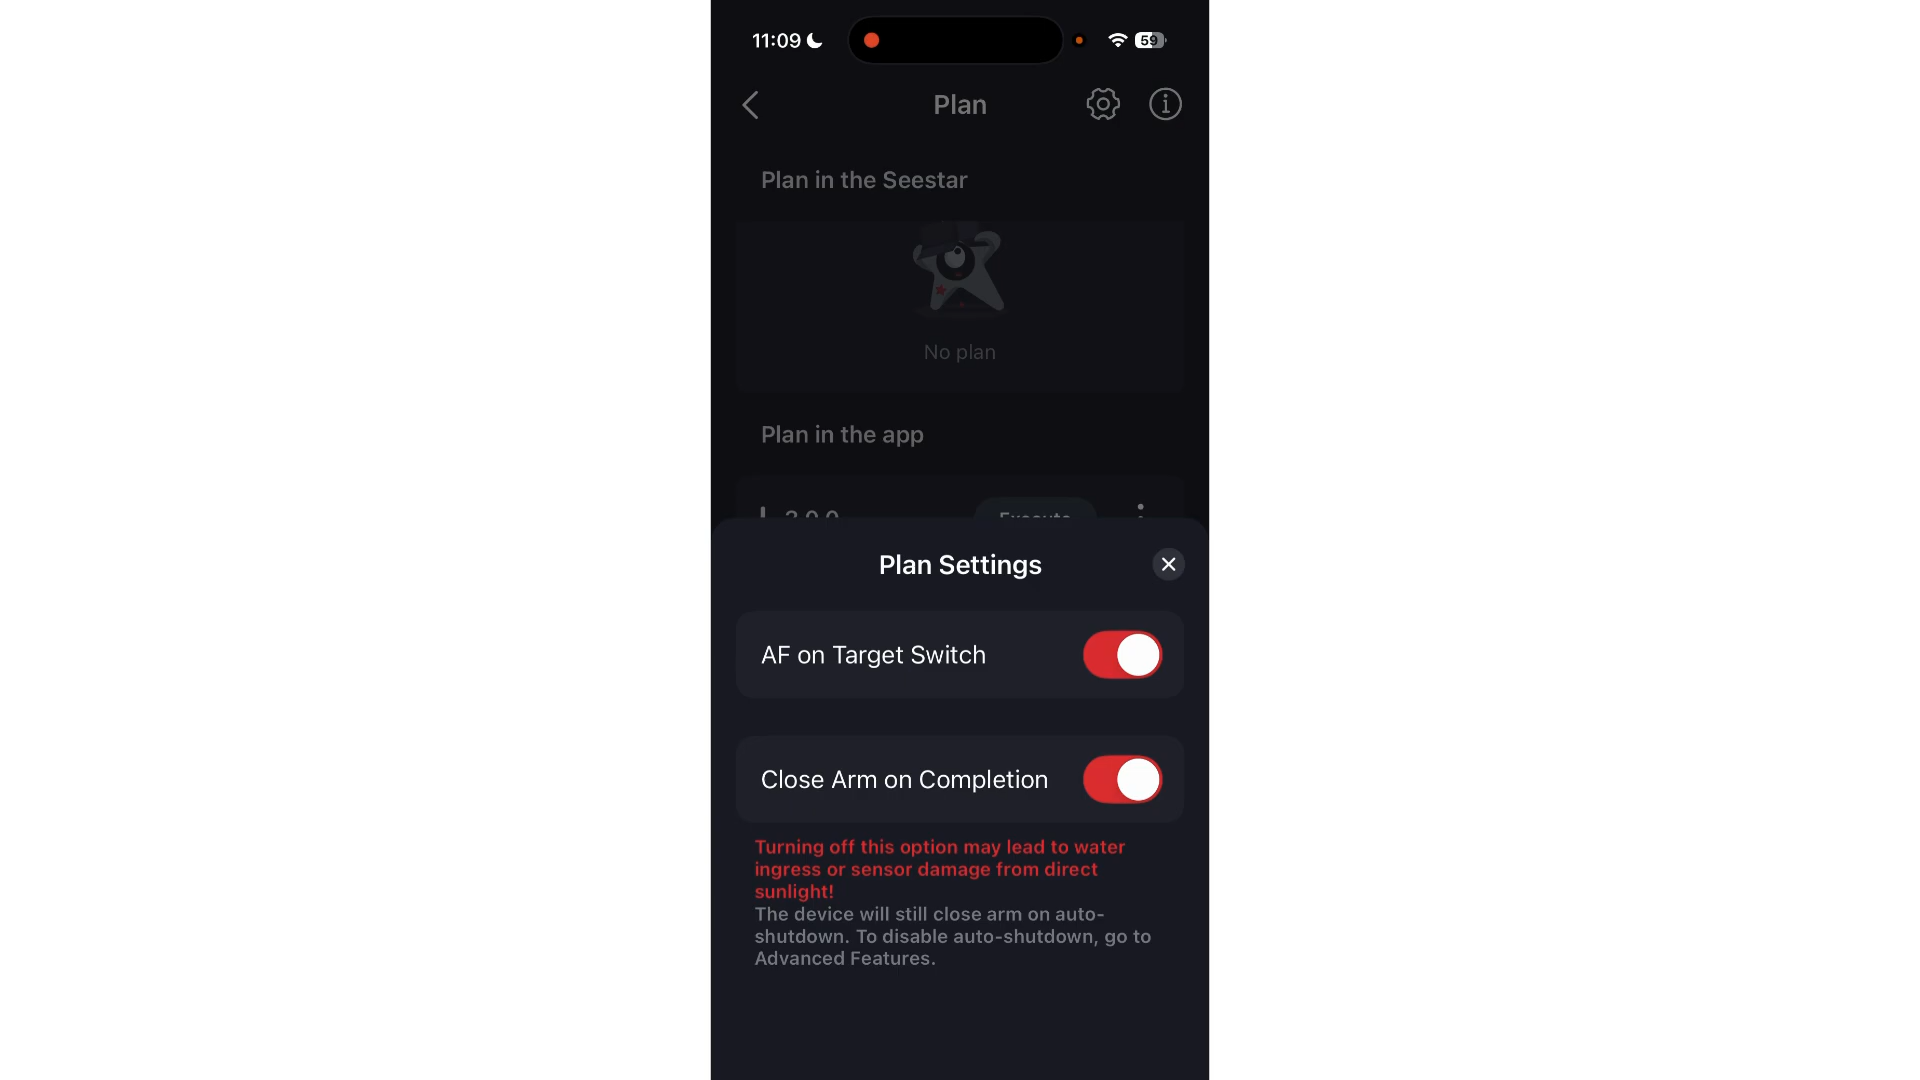 11:09
59
Plan
Plan in the Seestar
No plan
Plan in the app
Plan Settings
AF on Target Switch
Close Arm on Completion
Turning off this option may lead to water
ingress or sensor damage from direct
sunlight!
The device will still close arm on auto-
shutdown. To disable auto-shutdown, go to
Advanced Features.